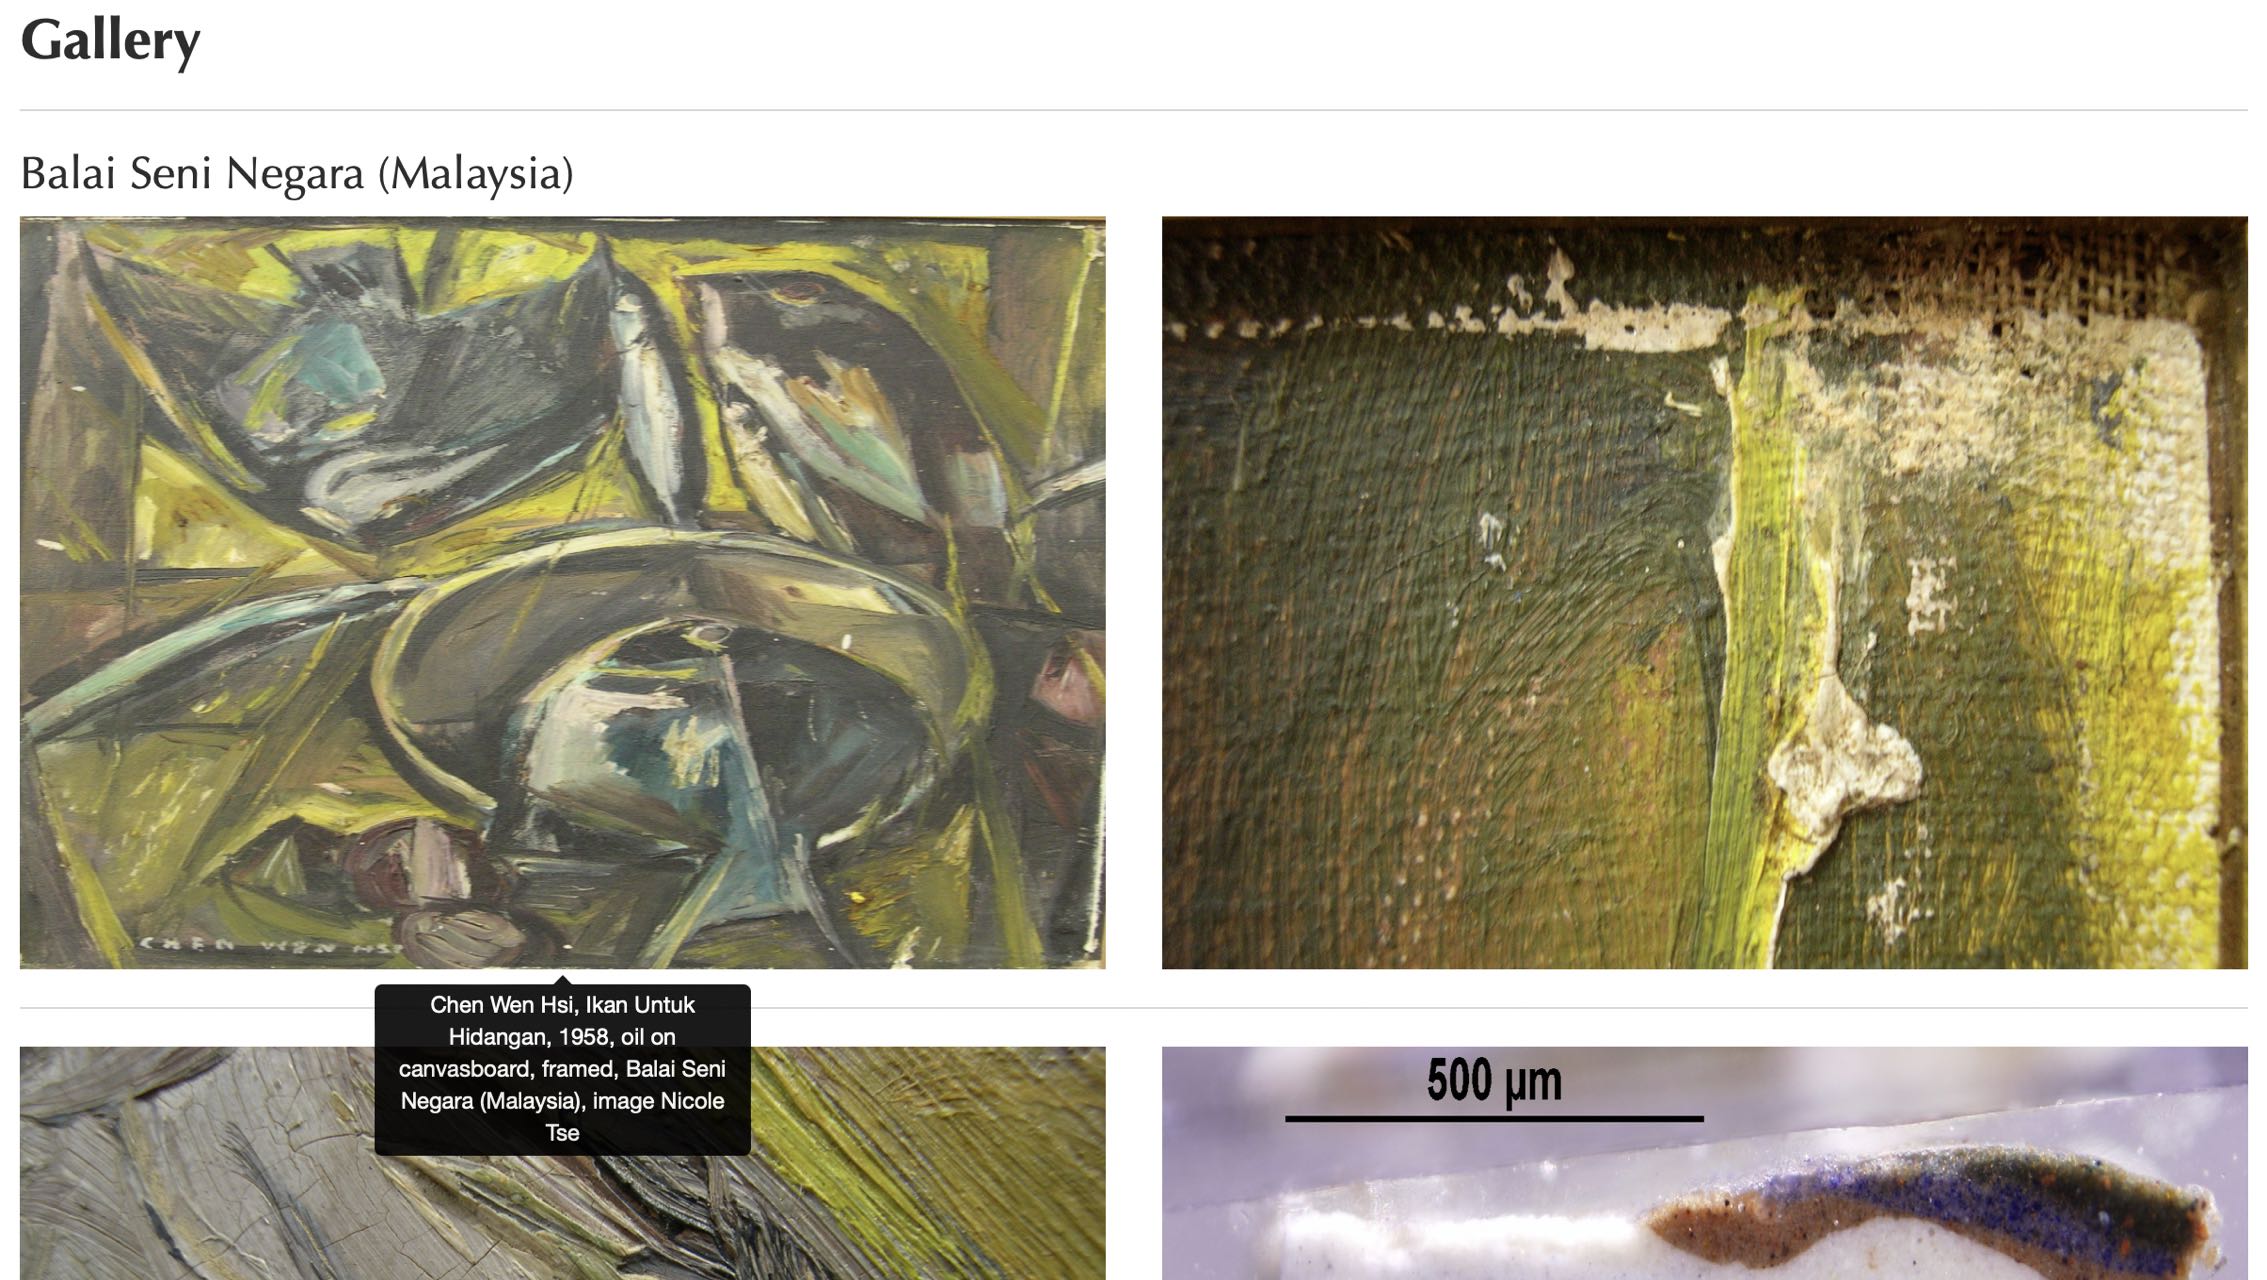 Gallery
Balai Seni Negara (Malaysia)
CHEN WEN HSI
Chen Wen Hsi, Ikan Untuk
Hidangan, 1958, oil on
canvasboard, framed, Balai Seni
Negara (Malaysia), image Nicole
Tse
500 µm